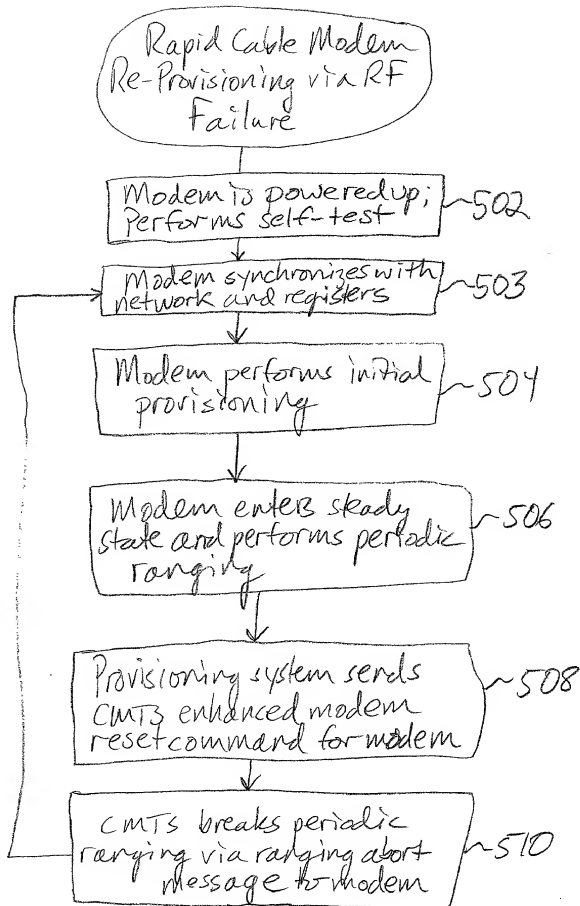 Rapid Cable Modem
Re-Provisioning via RF
Failure
Modem is powered up;
Performs self-test
502
Modem synchronizes with
network and registers
503
Modem performs initial
provisioning
504
Modem enters steady
state and performs periodic
ranging
506
Provisioning system sends
CMTS enhanced modem
reset command for modem
508
CMTS breaks periodic
ranging via ranging abort
message to modem
510